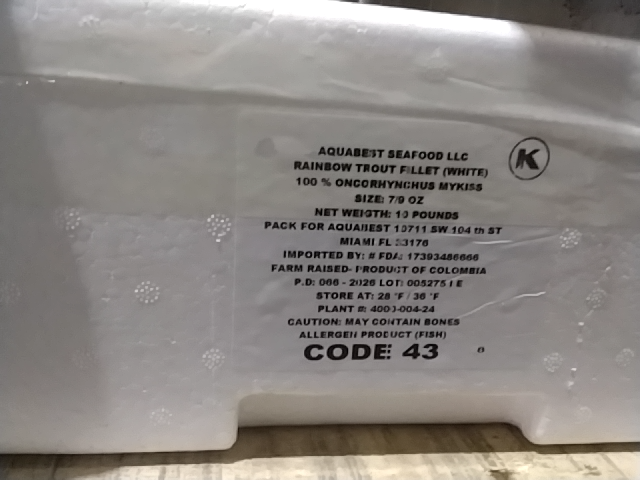 AQUABEST SEAFOOD LLC
K
RAINBOW TROUT FILLET (WHITE)
100 % ONCORHYNCHUS MYKISS
SIZE: 7/9 OZ
NET WEIGTH: 10 POUNDS
PACK FOR AQUABEST 10711 SW 104 th ST
MIAMI FL 33176
IMPORTED BY: # FDA: 17393486666
FARM RAISED- PRODUCT OF COLOMBIA
P.D: 066 - 2026 LOT: 005275 I E
STORE AT: 28 °F / 36 °F
PLANT #: 4000-004-24
CAUTION: MAY CONTAIN BONES
ALLERGEN PRODUCT (FISH)
CODE: 43